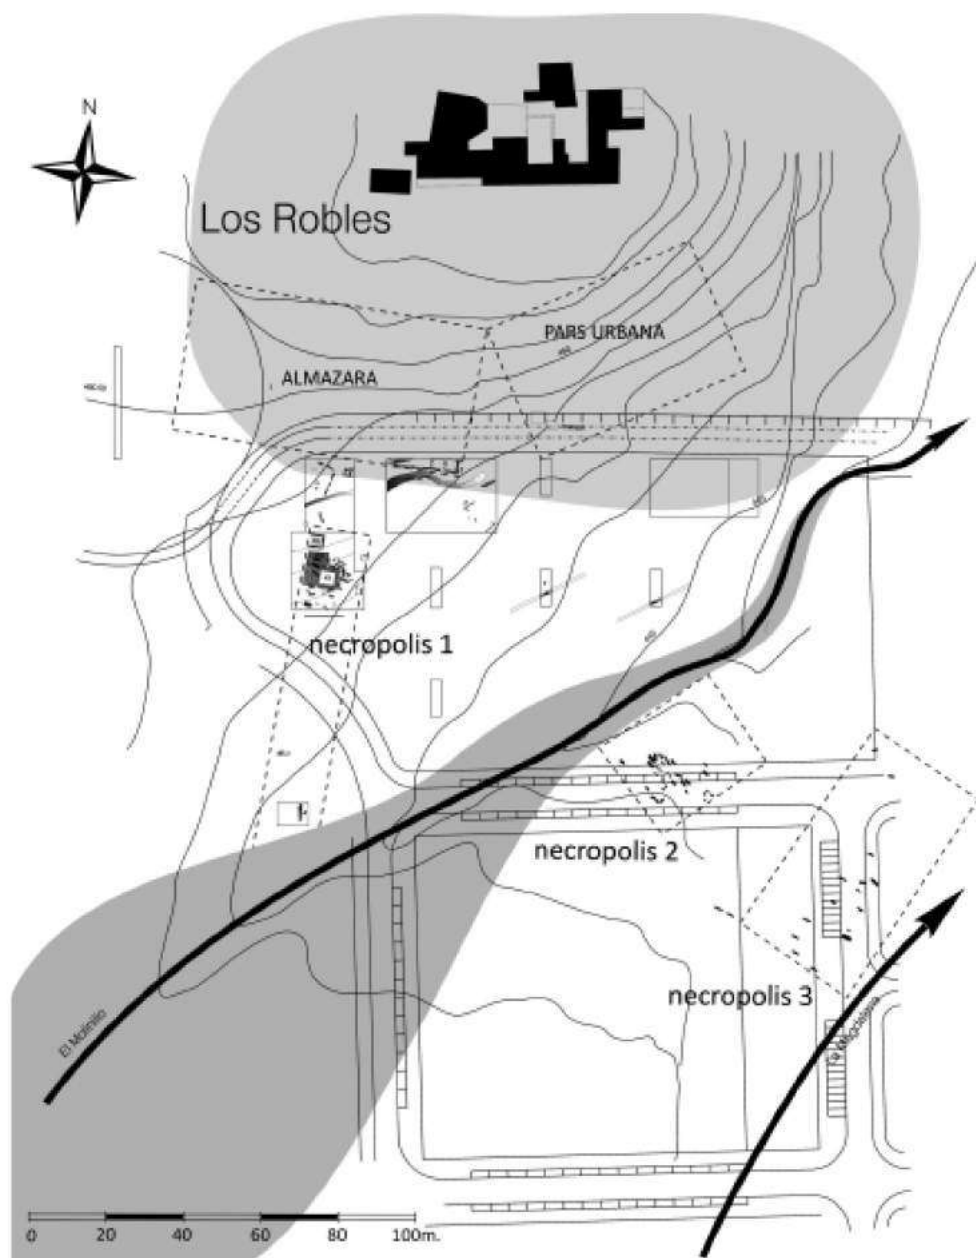 N
Los Robles
PARS URBANA
ALMAZARA
necropolis 1
necropolis 2
necropolis 3
El Molinillo
0 20 40 60 80 100m.